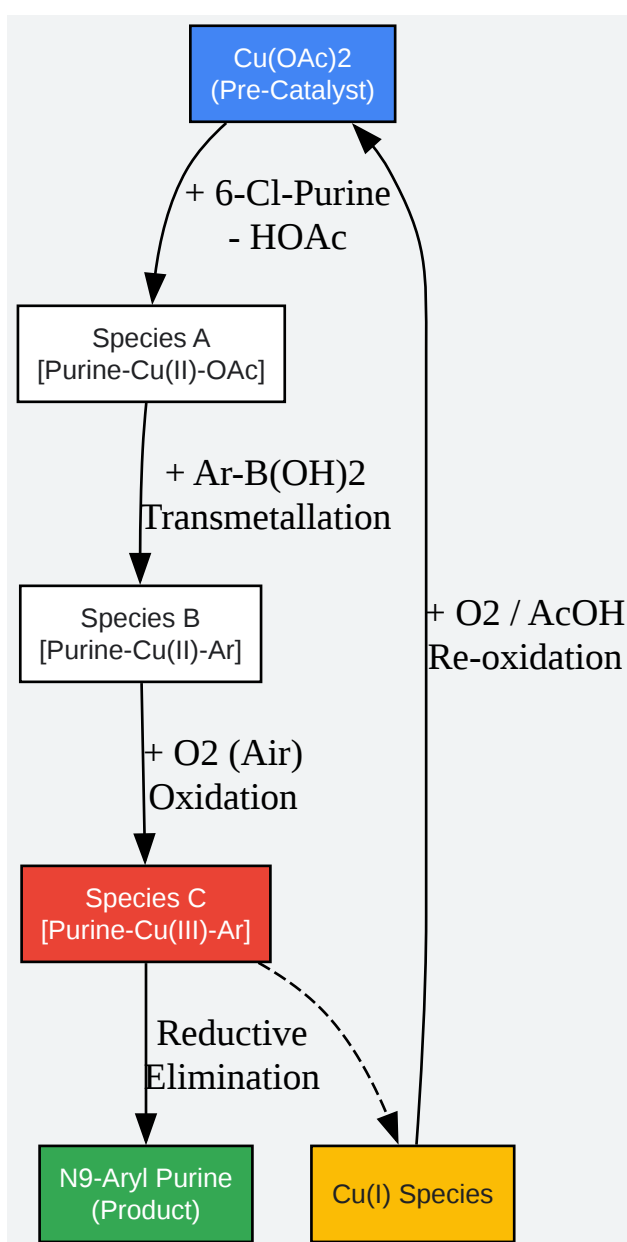 Cu(OAc)2
(Pre-Catalyst)
+ 6-Cl-Purine
- HOAc
Species A
[Purine-Cu(II)-OAc]
+ Ar-B(OH)2
Transmetallation
Species B
[Purine-Cu(II)-Ar]
+ O2 / AcOH
Re-oxidation
+ O2 (Air)
Oxidation
Species C
[Purine-Cu(III)-Ar]
Reductive
Elimination
N9-Aryl Purine
(Product)
Cu(I) Species